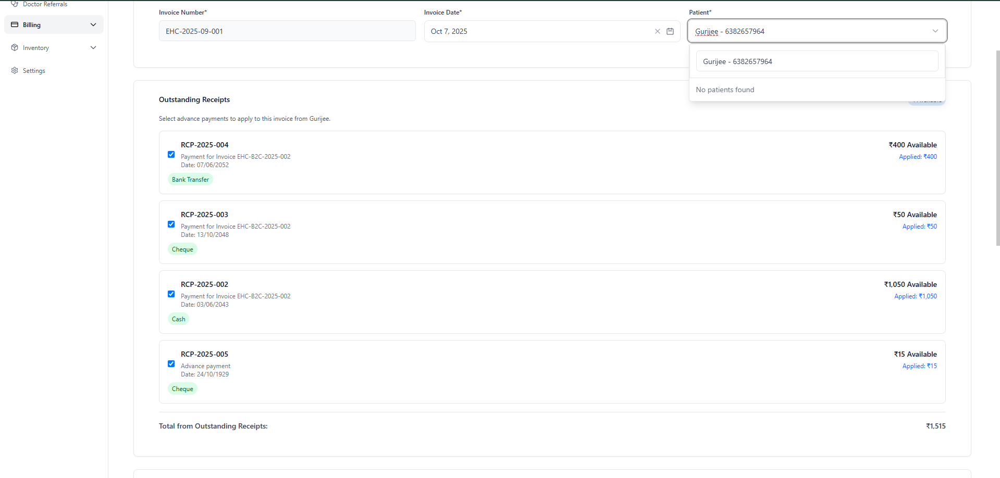 Doctor Referrals
Billing
Inventory
Settings
Invoice Number*
EHC-2025-09-001
Invoice Date*
Oct 7, 2025
Patient*
Gurijee - 6382657964
Gurijee - 6382657964
No patients found
Outstanding Receipts
Select advance payments to apply to this invoice from Gurijee.
RCP-2025-004
Payment for Invoice EHC-B2C-2025-002
Date: 07/06/2052
Bank Transfer
₹400 Available
Applied: ₹400
RCP-2025-003
Payment for Invoice EHC-B2C-2025-002
Date: 13/10/2048
Cheque
₹50 Available
Applied: ₹50
RCP-2025-002
Payment for Invoice EHC-B2C-2025-002
Date: 03/06/2043
Cash
₹1,050 Available
Applied: ₹1,050
RCP-2025-005
Advance payment
Date: 24/10/1929
Cheque
₹15 Available
Applied: ₹15
Total from Outstanding Receipts:
₹1,515